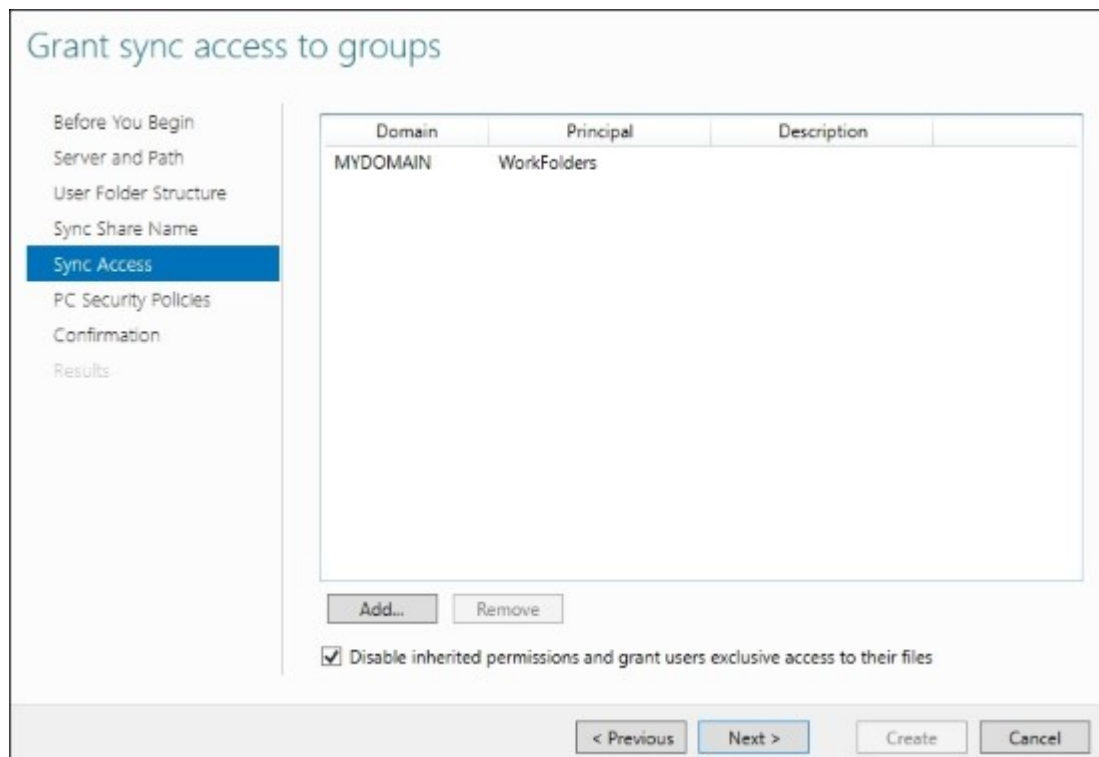 Grant sync access to groups
Before You Begin
Server and Path
User Folder Structure
Sync Share Name
Sync Access
PC Security Policies
Confirmation
Results
Domain Principal Description
MYDOMAIN WorkFolders
Add... Remove
Disable inherited permissions and grant users exclusive access to their files
< Previous Next > Create Cancel